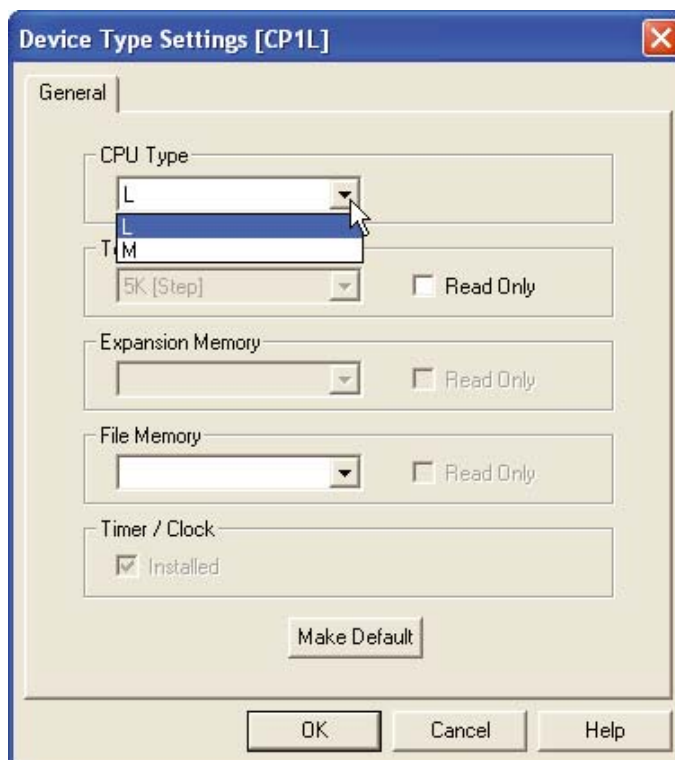 Device Type Settings [CP1L]
General
CPU Type
L
L
M
5K [Step]
Read Only
Expansion Memory
Read Only
File Memory
Read Only
Timer / Clock
Installed
Make Default
OK Cancel Help